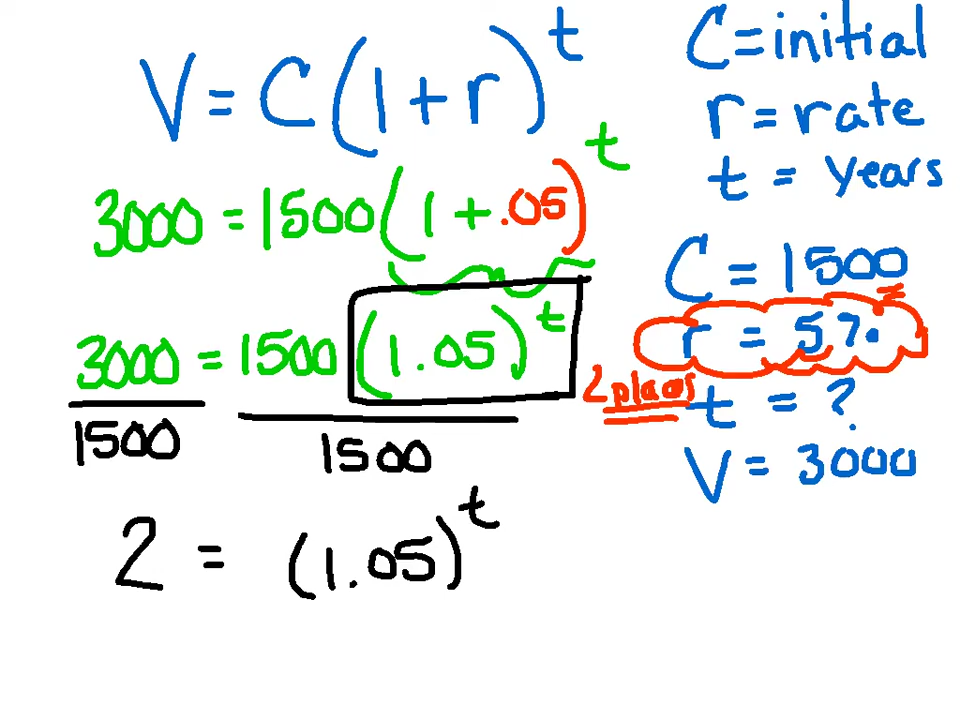 V = C(1 + r)^t
3000 = 1500(1 + .05)^t
3000 = 1500(1.05)^t
1500 1500
2 = (1.05)^t
C = initial
r = rate
t = years
C = 1500
r = 5%
2 places
t = ?
V = 3000